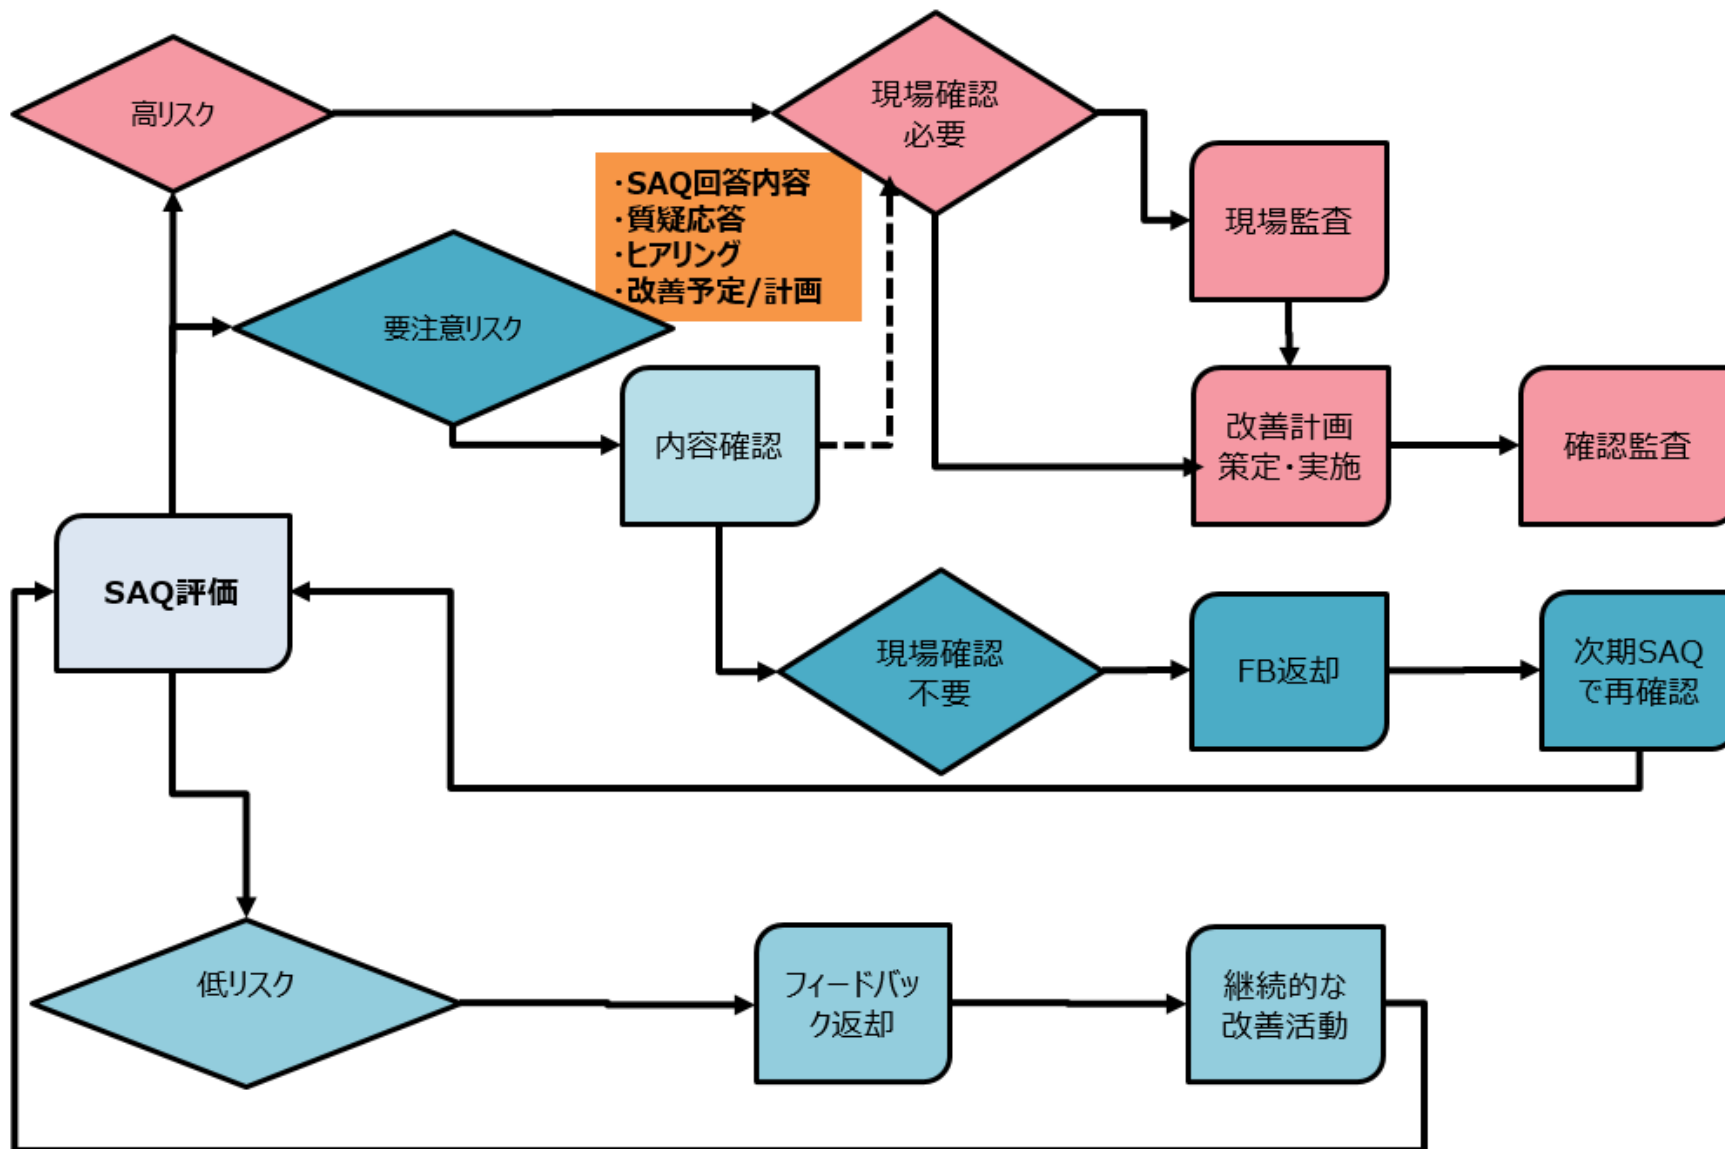 高リスク
現場確認
必要
・SAQ回答内容
・質疑応答
・ヒアリング
・改善予定/計画
現場監査
要注意リスク
内容確認
改善計画
策定・実施
確認監査
SAQ評価
現場確認
不要
FB返却
次期SAQ
で再確認
低リスク
フィードバッ
ク返却
継続的な
改善活動